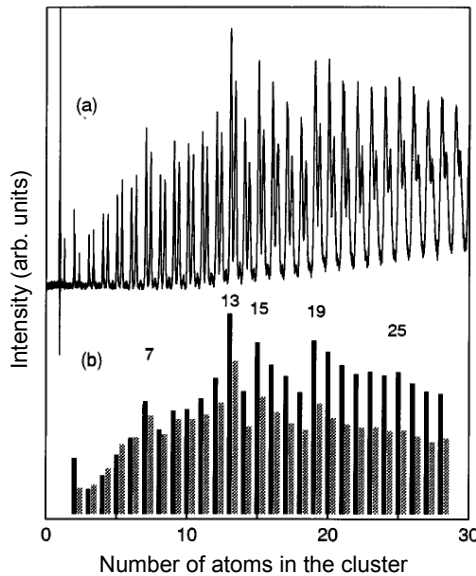 (a)
Intensity (arb. units)
13
15
19
25
7
(b)
0
10
20
30
Number of atoms in the cluster